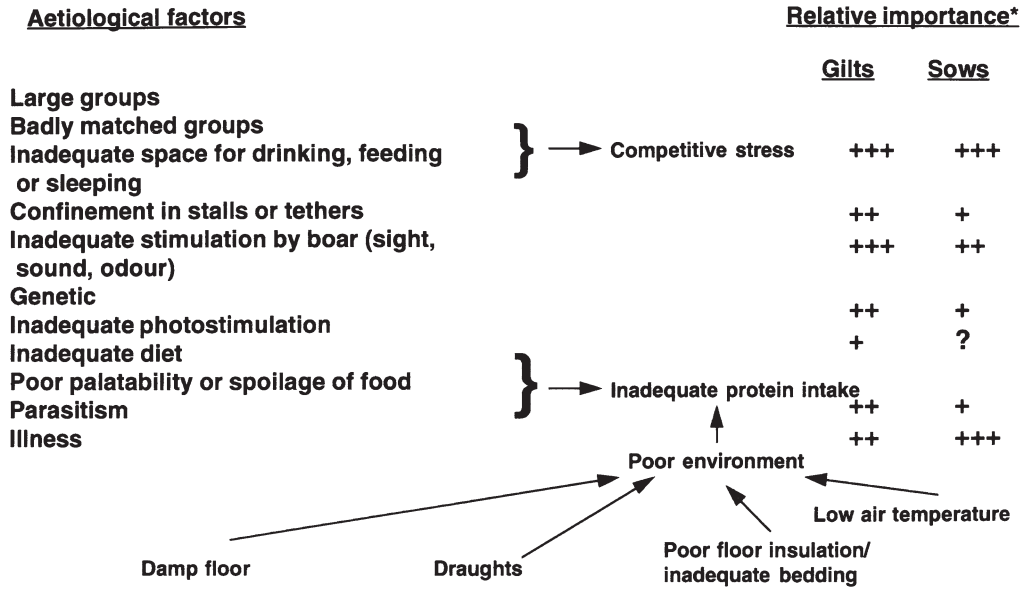 Aetiological factors Relative importance*
Gilts Sows
Large groups
Badly matched groups
Inadequate space for drinking, feeding } Competitive stress +++ +++
or sleeping
Confinement in stalls or tethers ++ +
Inadequate stimulation by boar (sight, +++ ++
sound, odour)
Genetic ++ +
Inadequate photostimulation + ?
Inadequate diet
Poor palatability or spoilage of food } Inadequate protein intake
Parasitism ++ +
Illness ++ +++
Poor environment
Low air temperature
Damp floor Draughts Poor floor insulation/
inadequate bedding